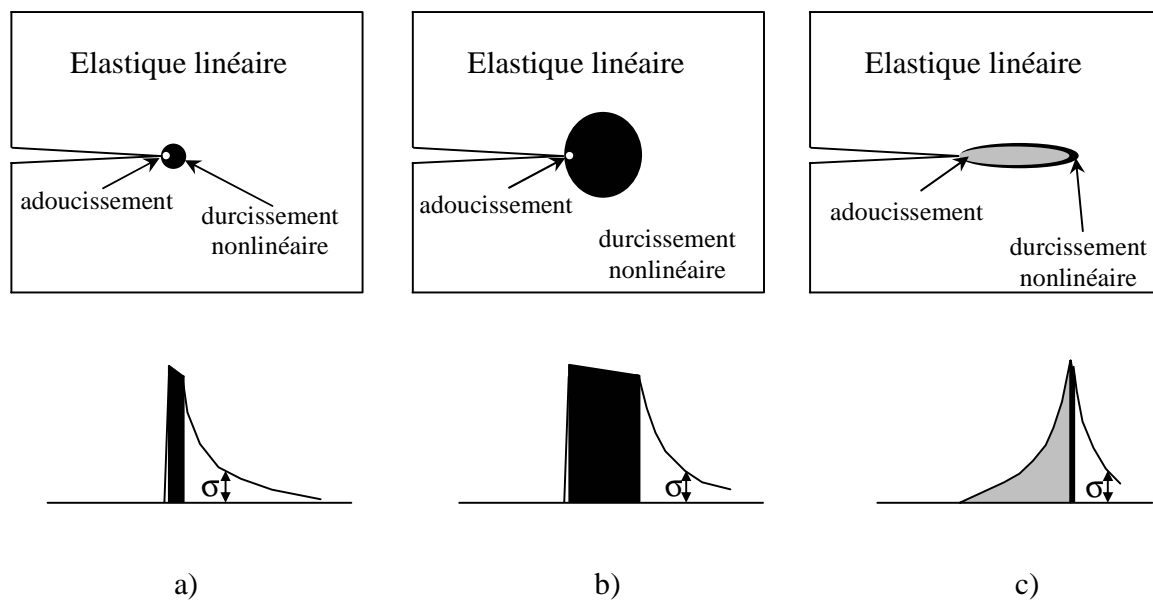 Elastique linéaire
adoucissement
durcissement
nonlinéaire
Elastique linéaire
adoucissement
durcissement
nonlinéaire
Elastique linéaire
adoucissement
durcissement
nonlinéaire
σ
σ
σ
a)
b)
c)